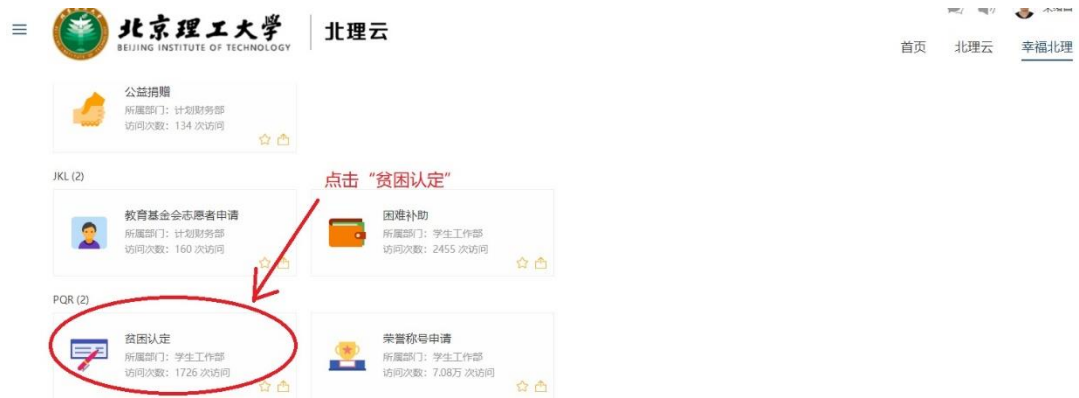 北京理工大学
BEIJING INSTITUTE OF TECHNOLOGY
北理云
首页 北理云 幸福北理
公益捐赠
所属部门：计划财务部
访问次数：134 次访问
JKL (2)
点击“贫困认定”
教育基金会志愿者申请
所属部门：计划财务部
访问次数：160 次访问
困难补助
所属部门：学生工作部
访问次数：2455 次访问
PQR (2)
贫困认定
所属部门：学生工作部
访问次数：1726 次访问
荣誉称号申请
所属部门：学生工作部
访问次数：7.08万 次访问